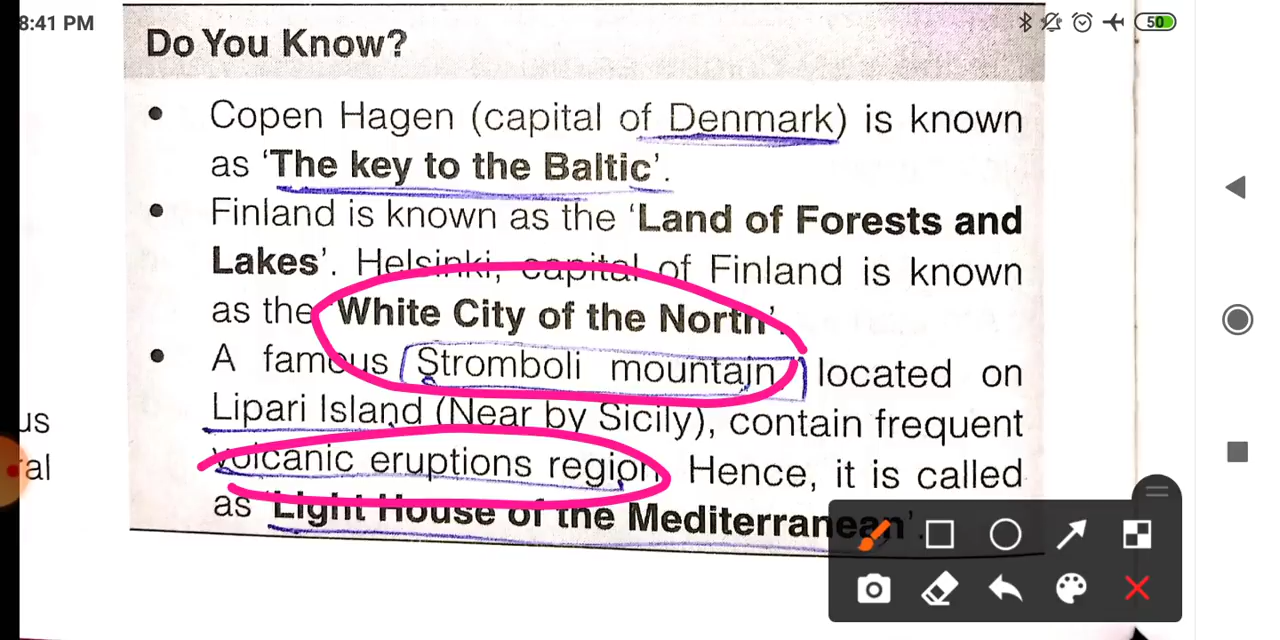 8:41 PM
50
Do You Know?
• Copen Hagen (capital of Denmark) is known
as 'The key to the Baltic'.
• Finland is known as the 'Land of Forests and
Lakes'. Helsinki, capital of Finland is known
as the 'White City of the North'.
• A famous Stromboli mountain located on
Lipari Island (Near by Sicily), contain frequent
us
volcanic eruptions region Hence, it is called
al
as 'Light House of the Mediterranean'.